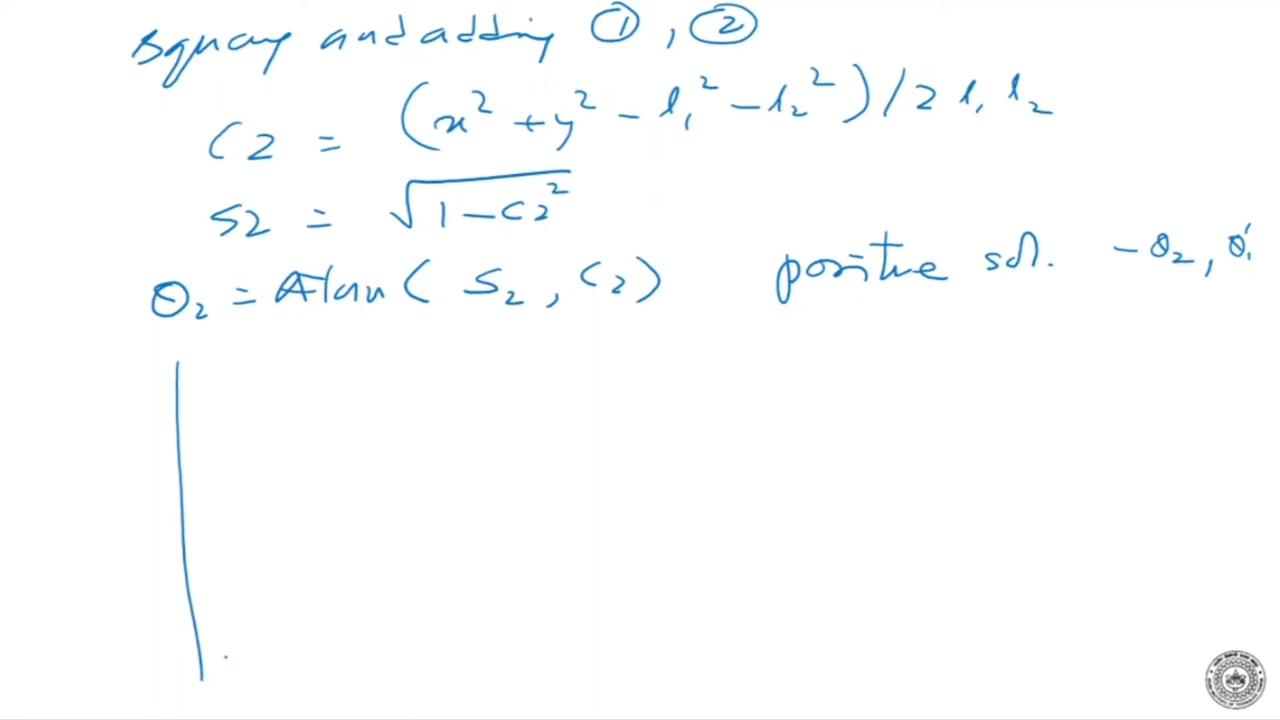 Squaring and adding ①, ②
C2 = (x² + y² - l₁² - l₂²) / 2 l₁ l₂
S2 = √(1 - C2²)
θ₂ = Atan( S₂, C₂) positive sol. - θ₂, θ₁'